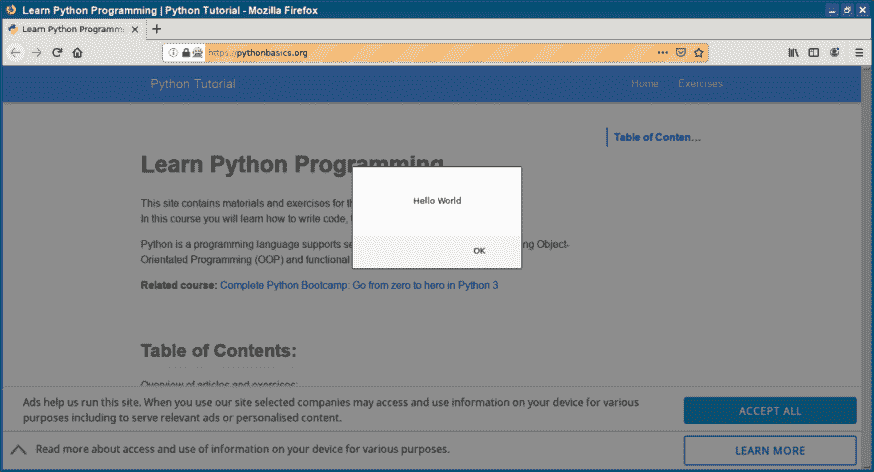 Learn Python Programming | Python Tutorial - Mozilla Firefox
Learn Python Programm
https://pythonbasics.org
Python Tutorial
Home Exercises
Table of Conten...
Learn Python Programming
This site contains materials and exercises for th
In this course you will learn how to write code,
Python is a programming language supports se ng Object-
Orientated Programming (OOP) and functional
Related course: Complete Python Bootcamp: Go from zero to hero in Python 3
Hello World
OK
Table of Contents:
Overview of articles and exercises:
Ads help us run this site. When you use our site selected companies may access and use information on your device for various
purposes including to serve relevant ads or personalised content.
ACCEPT ALL
Read more about access and use of information on your device for various purposes.
LEARN MORE